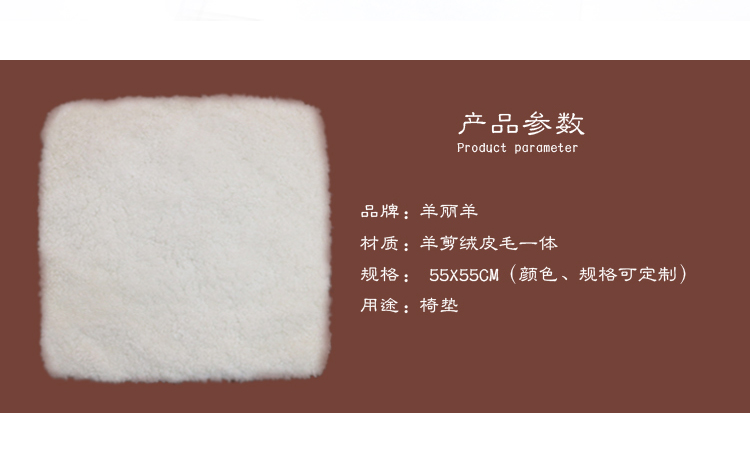 产品参数
Product parameter
品牌：羊丽羊
材质：羊剪绒皮毛一体
规格： 55X55CM（颜色、规格可定制）
用途：椅垫